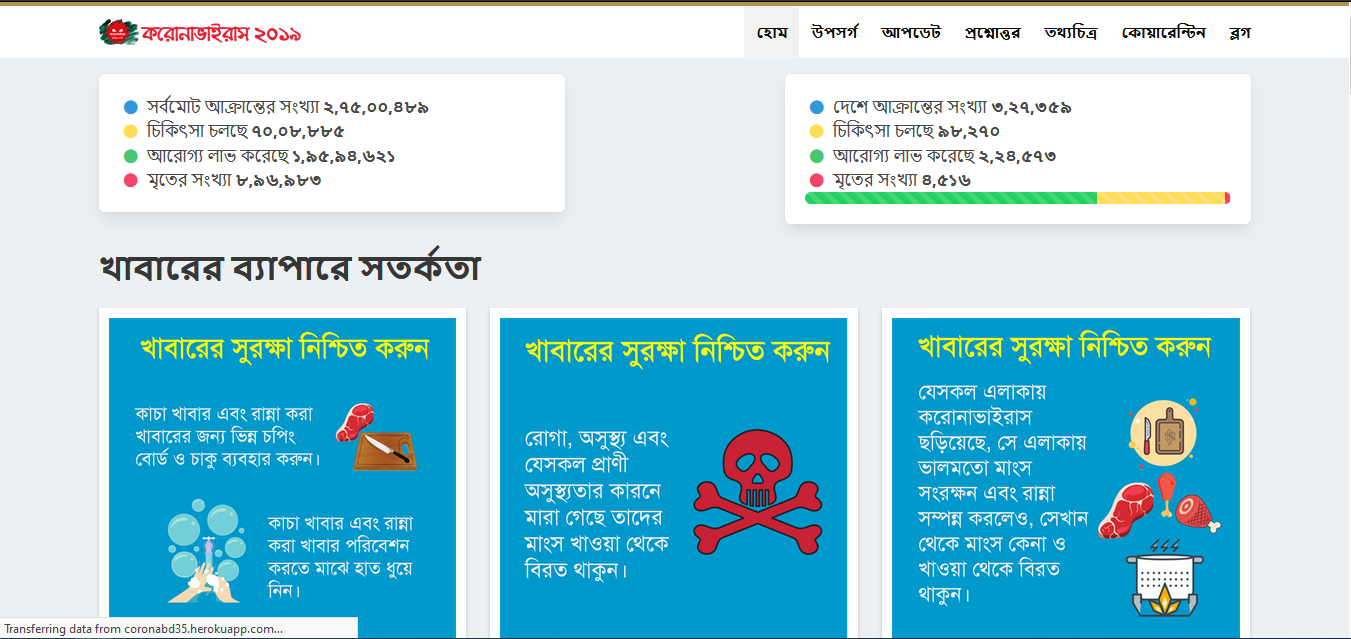 করোনাভাইরাস ২০১৯
হোম উপসর্গ আপডেট প্রশ্নোত্তর তথ্যচিত্র কোয়ারেন্টিন ব্লগ
সর্বমোট আক্রান্তের সংখ্যা ২,৭৫,০০,৪৮৯
চিকিৎসা চলছে ৭০,০৮,৮৮৫
আরোগ্য লাভ করেছে ১,৯৫,৯৪,৬২১
মৃতের সংখ্যা ৮,৯৬,৯৮৩
দেশে আক্রান্তের সংখ্যা ৩,২৭,৩৫৯
চিকিৎসা চলছে ৯৮,২৭০
আরোগ্য লাভ করেছে ২,২৪,৫৭৩
মৃতের সংখ্যা ৪,৫১৬
খাবারের ব্যাপারে সতর্কতা
খাবারের সুরক্ষা নিশ্চিত করুন
কাচা খাবার এবং রান্না করা
খাবারের জন্য ভিন্ন চপিং
বোর্ড ও চাকু ব্যবহার করুন।
কাচা খাবার এবং রান্না
করা খাবার পরিবেশন
করতে মাঝে হাত ধুয়ে
নিন।
খাবারের সুরক্ষা নিশ্চিত করুন
রোগা, অসুস্থ্য এবং
যেসকল প্রাণী
অসুস্থ্যতার কারনে
মারা গেছে তাদের
মাংস খাওয়া থেকে
বিরত থাকুন।
খাবারের সুরক্ষা নিশ্চিত করুন
যেসকল এলাকায়
করোনাভাইরাস
ছড়িয়েছে, সে এলাকায়
ভালমতো মাংস
সংরক্ষন এবং রান্না
সম্পন্ন করলেও, সেখান
থেকে মাংস কেনা ও
খাওয়া থেকে বিরত
থাকুন।
Transferring data from coronabd35.herokuapp.com...